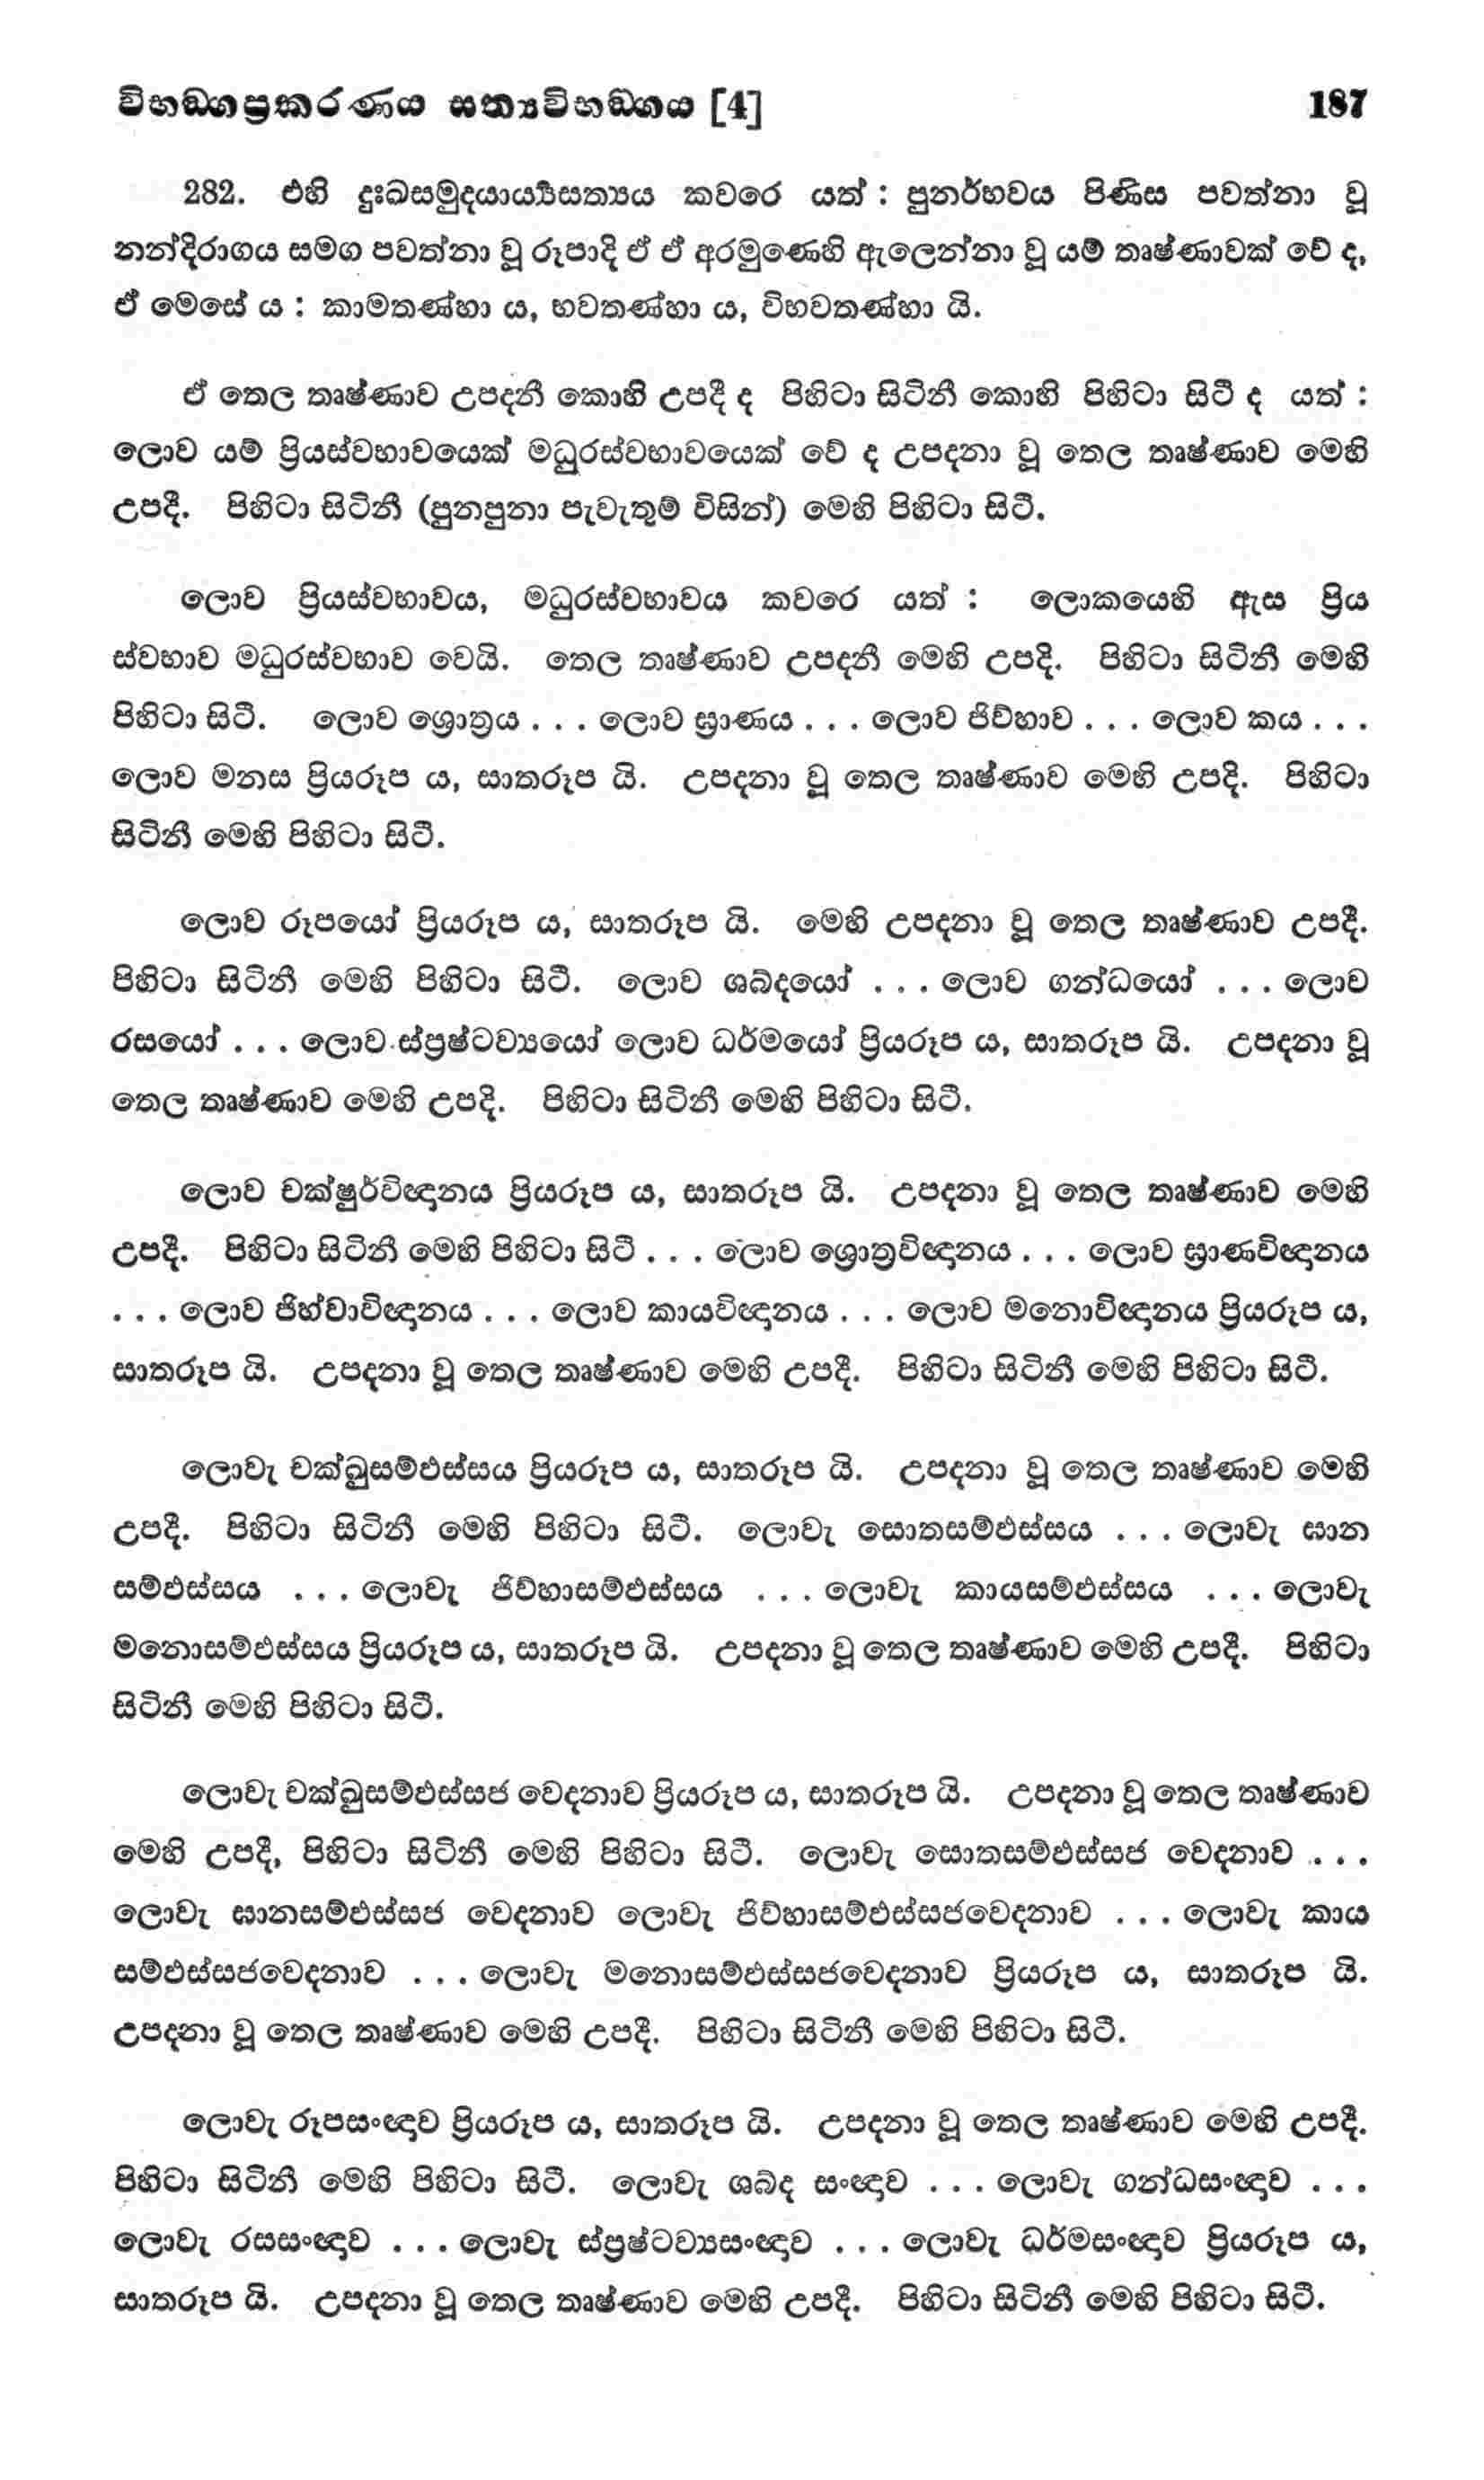 විභඞ්ගප්‍රකරණය සත්‍යවිභඞ්ගය [4] 187
282. එහි දුඃඛසමුදයාර්‍ය්‍යසත්‍යය කවරෙ යත් : පුනර්භවය පිණිස පවත්නා වූ
නන්දිරාගය සමග පවත්නා වූ රූපාදි ඒ ඒ අරමුණෙහි ඇලෙන්නා වූ යම් තෘෂ්ණාවක් වේ ද,
ඒ මෙසේ ය : කාමතණ්හා ය, භවතණ්හා ය, විභවතණ්හා යි.
ඒ තෙල තෘෂ්ණාව උපදනී කොහි උපදී ද පිහිටා සිටිනී කොහි පිහිටා සිටී ද යත් :
ලොව යම් ප්‍රියස්වභාවයෙක් මධුරස්වභාවයෙක් වේ ද උපදනා වූ තෙල තෘෂ්ණාව මෙහි
උපදී. පිහිටා සිටිනී (පුනපුනා පැවැතුම් විසින්) මෙහි පිහිටා සිටී.
ලොව ප්‍රියස්වභාවය, මධුරස්වභාවය කවරෙ යත් : ලොකයෙහි ඇස ප්‍රිය
ස්වභාව මධුරස්වභාව වෙයි. තෙල තෘෂ්ණාව උපදනී මෙහි උපදි. පිහිටා සිටිනී මෙහි
පිහිටා සිටී. ලොව ශ්‍රොත්‍රය . . . ලොව ඝ්‍රාණය . . . ලොව ජිව්හාව . . . ලොව කය . . .
ලොව මනස ප්‍රියරූප ය, සාතරූප යි. උපදනා වූ තෙල තෘෂ්ණාව මෙහි උපදි. පිහිටා
සිටිනී මෙහි පිහිටා සිටී.
ලොව රූපයෝ ප්‍රියරූප ය, සාතරූප යි. මෙහි උපදනා වූ තෙල තෘෂ්ණාව උපදී.
පිහිටා සිටිනී මෙහි පිහිටා සිටී. ලොව ශබ්දයෝ . . . ලොව ගන්ධයෝ . . . ලොව
රසයෝ . . . ලොව ස්ප්‍රෂ්ටව්‍යයෝ ලොව ධර්මයෝ ප්‍රියරූප ය, සාතරූප යි. උපදනා වූ
තෙල තෘෂ්ණාව මෙහි උපදි. පිහිටා සිටිනී මෙහි පිහිටා සිටී.
ලොව චක්ෂුර්විඥානය ප්‍රියරූප ය, සාතරූප යි. උපදනා වූ තෙල තෘෂ්ණාව මෙහි
උපදී. පිහිටා සිටිනී මෙහි පිහිටා සිටී . . . ලොව ශ්‍රොත්‍රවිඥානය . . . ලොව ඝ්‍රාණවිඥානය
. . . ලොව ජිහ්වාවිඥානය . . . ලොව කායවිඥානය . . . ලොව මනොවිඥානය ප්‍රියරූප ය,
සාතරූප යි. උපදනා වූ තෙල තෘෂ්ණාව මෙහි උපදී. පිහිටා සිටිනී මෙහි පිහිටා සිටී.
ලොවැ චක්ඛුසම්ඵස්සය ප්‍රියරූප ය, සාතරූප යි. උපදනා වූ තෙල තෘෂ්ණාව මෙහි
උපදී. පිහිටා සිටිනී මෙහි පිහිටා සිටී. ලොවැ සොතසම්ඵස්සය . . . ලොවැ ඝාන
සම්ඵස්සය . . . ලොවැ ජිව්හාසම්ඵස්සය . . . ලොවැ කායසම්ඵස්සය . . . ලොවැ
මනොසම්ඵස්සය ප්‍රියරූප ය, සාතරූප යි. උපදනා වූ තෙල තෘෂ්ණාව මෙහි උපදී. පිහිටා
සිටිනී මෙහි පිහිටා සිටී.
ලොවැ චක්ඛුසම්ඵස්සජ වෙදනාව ප්‍රියරූප ය, සාතරූප යි. උපදනා වූ තෙල තෘෂ්ණාව
මෙහි උපදී, පිහිටා සිටිනී මෙහි පිහිටා සිටී. ලොවැ සොතසම්ඵස්සජ වෙදනාව . . .
ලොවැ ඝානසම්ඵස්සජ වෙදනාව ලොවැ ජිව්හාසම්ඵස්සජවෙදනාව . . . ලොවැ කාය
සම්ඵස්සජවෙදනාව . . . ලොවැ මනොසම්ඵස්සජවෙදනාව ප්‍රියරූප ය, සාතරූප යි.
උපදනා වූ තෙල තෘෂ්ණාව මෙහි උපදී. පිහිටා සිටිනී මෙහි පිහිටා සිටී.
ලොවැ රූපසංඥාව ප්‍රියරූප ය, සාතරූප යි. උපදනා වූ තෙල තෘෂ්ණාව මෙහි උපදී.
පිහිටා සිටිනී මෙහි පිහිටා සිටී. ලොවැ ශබ්ද සංඥාව . . . ලොවැ ගන්ධසංඥාව . . .
ලොවැ රසසංඥාව . . . ලොවැ ස්ප්‍රෂ්ටව්‍යසංඥාව . . . ලොවැ ධර්මසංඥාව ප්‍රියරූප ය,
සාතරූප යි. උපදනා වූ තෙල තෘෂ්ණාව මෙහි උපදී. පිහිටා සිටිනී මෙහි පිහිටා සිටී.